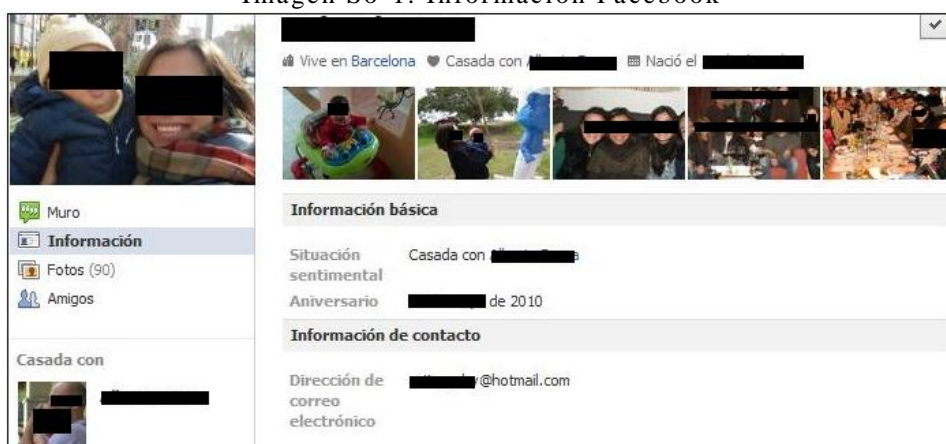 Imagen So-1. Información Facebook
Vive en Barcelona Casada con Nació el
Muro
Información
Fotos (90)
Amigos
Casada con
Información básica
Situación sentimental Casada con
Aniversario de 2010
Información de contacto
Dirección de correo electrónico @hotmail.com